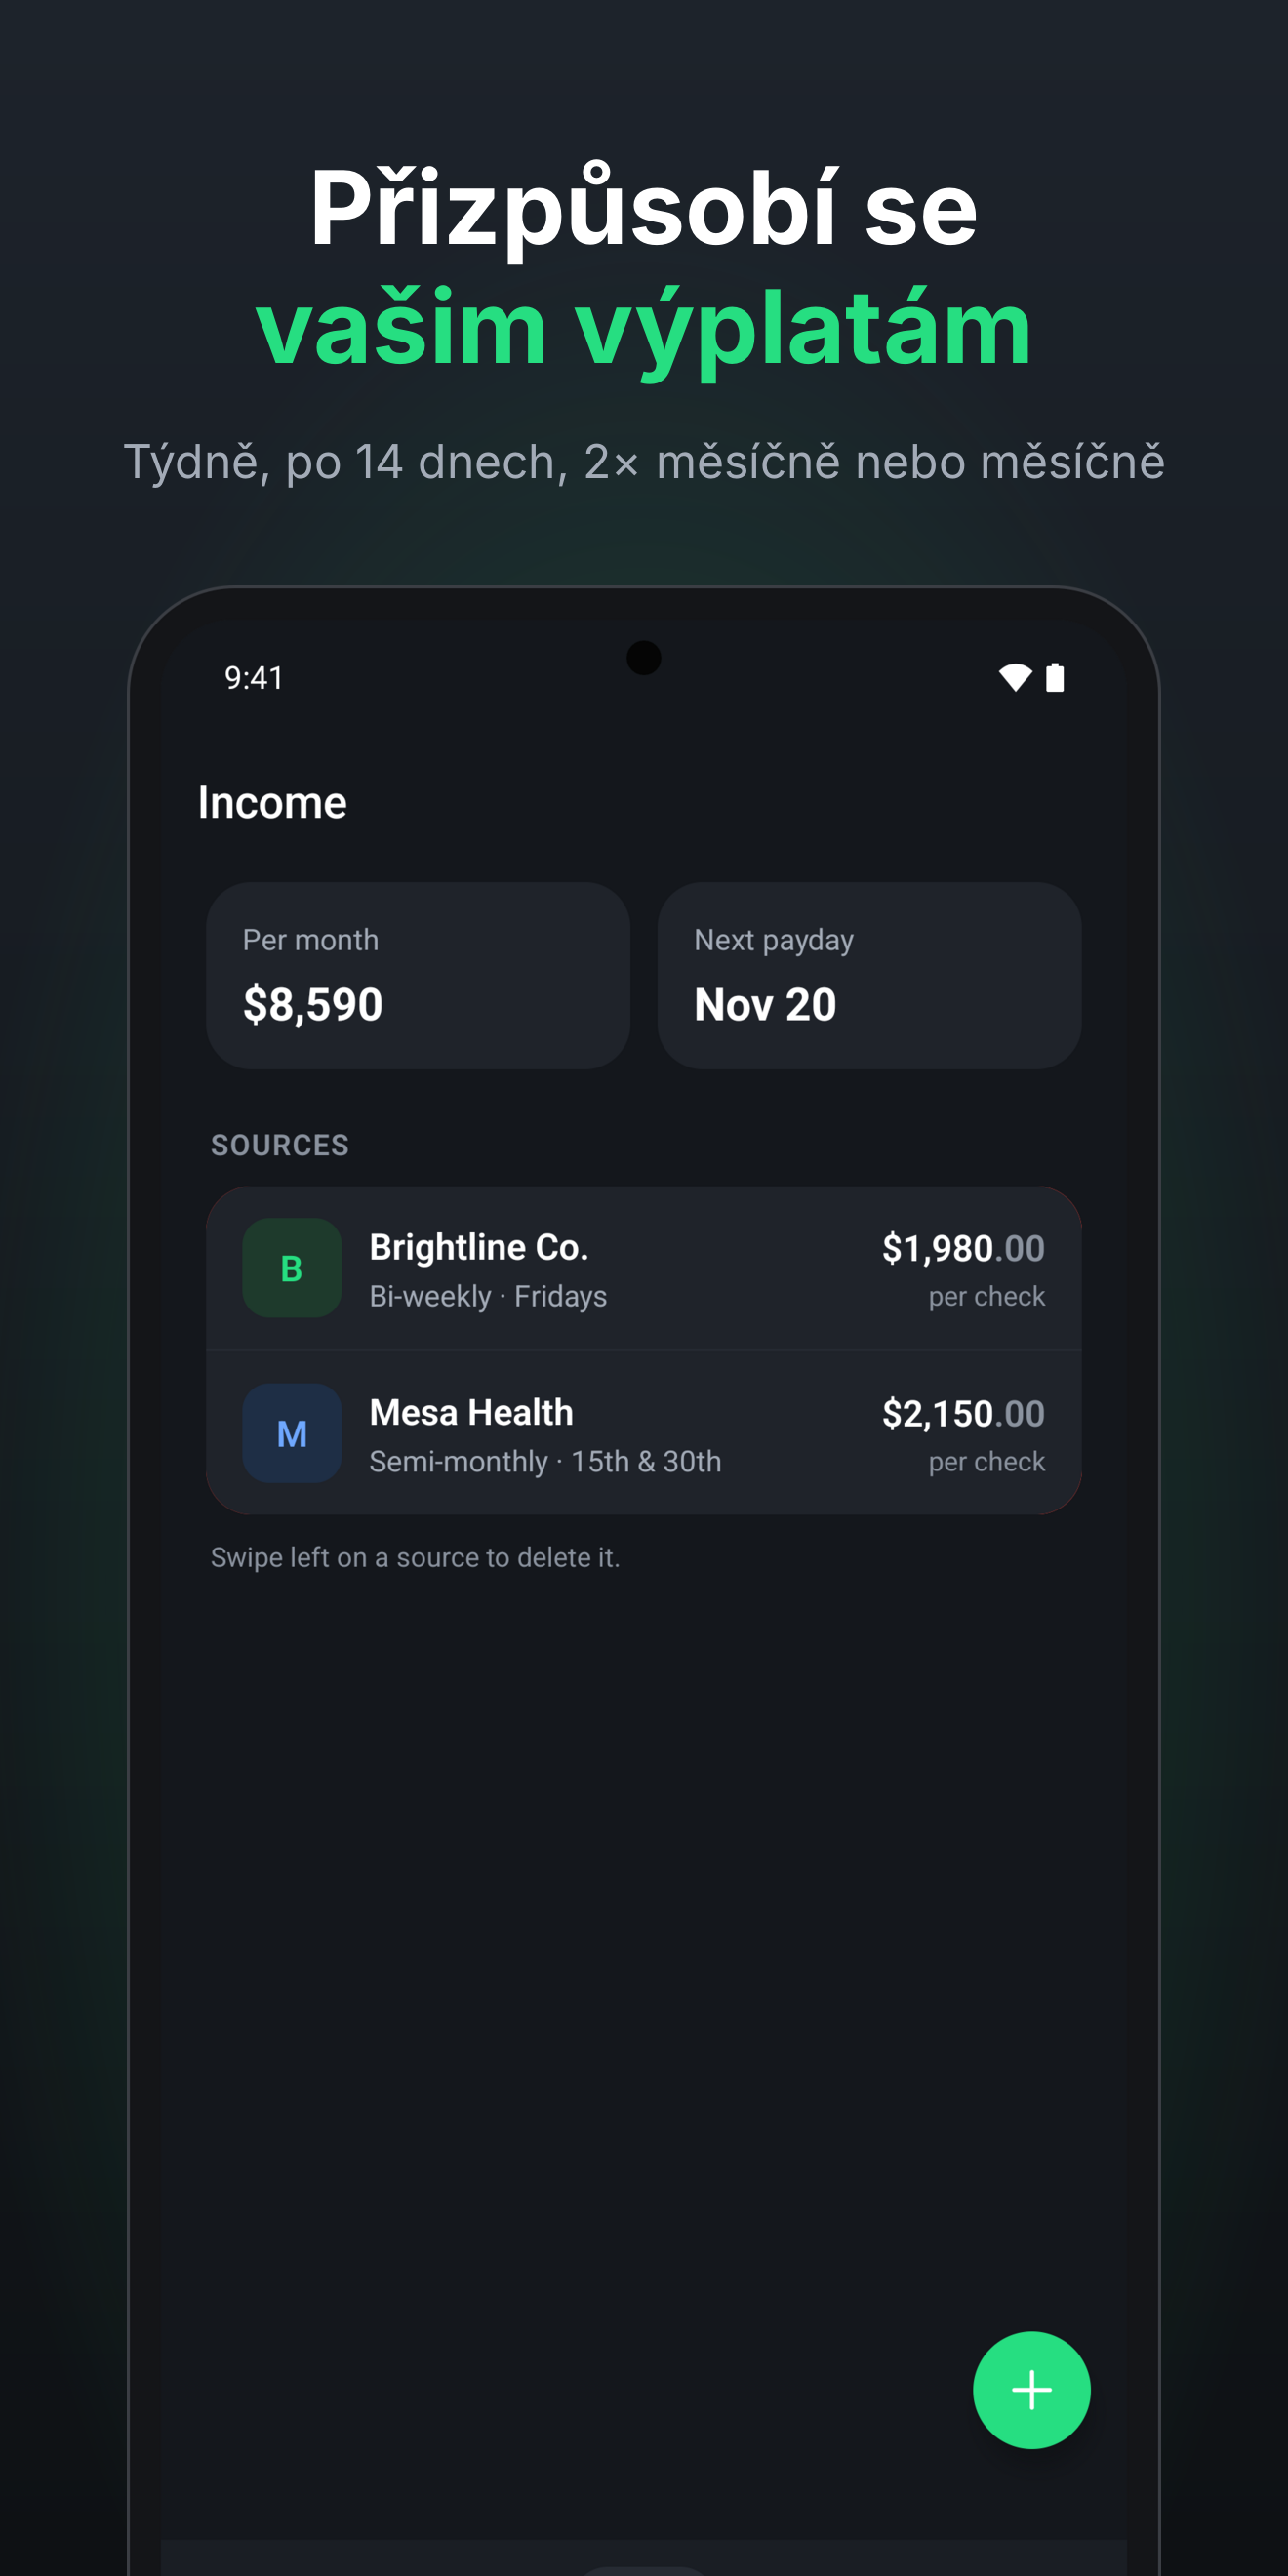 Přizpůsobí se
vašim výplatám
Týdně, po 14 dnech, 2× měsíčně nebo měsíčně
9:41
Income
Per month
$8,590
Next payday
Nov 20
SOURCES
B
Brightline Co.
Bi-weekly · Fridays
$1,980.00
per check
M
Mesa Health
Semi-monthly · 15th & 30th
$2,150.00
per check
Swipe left on a source to delete it.